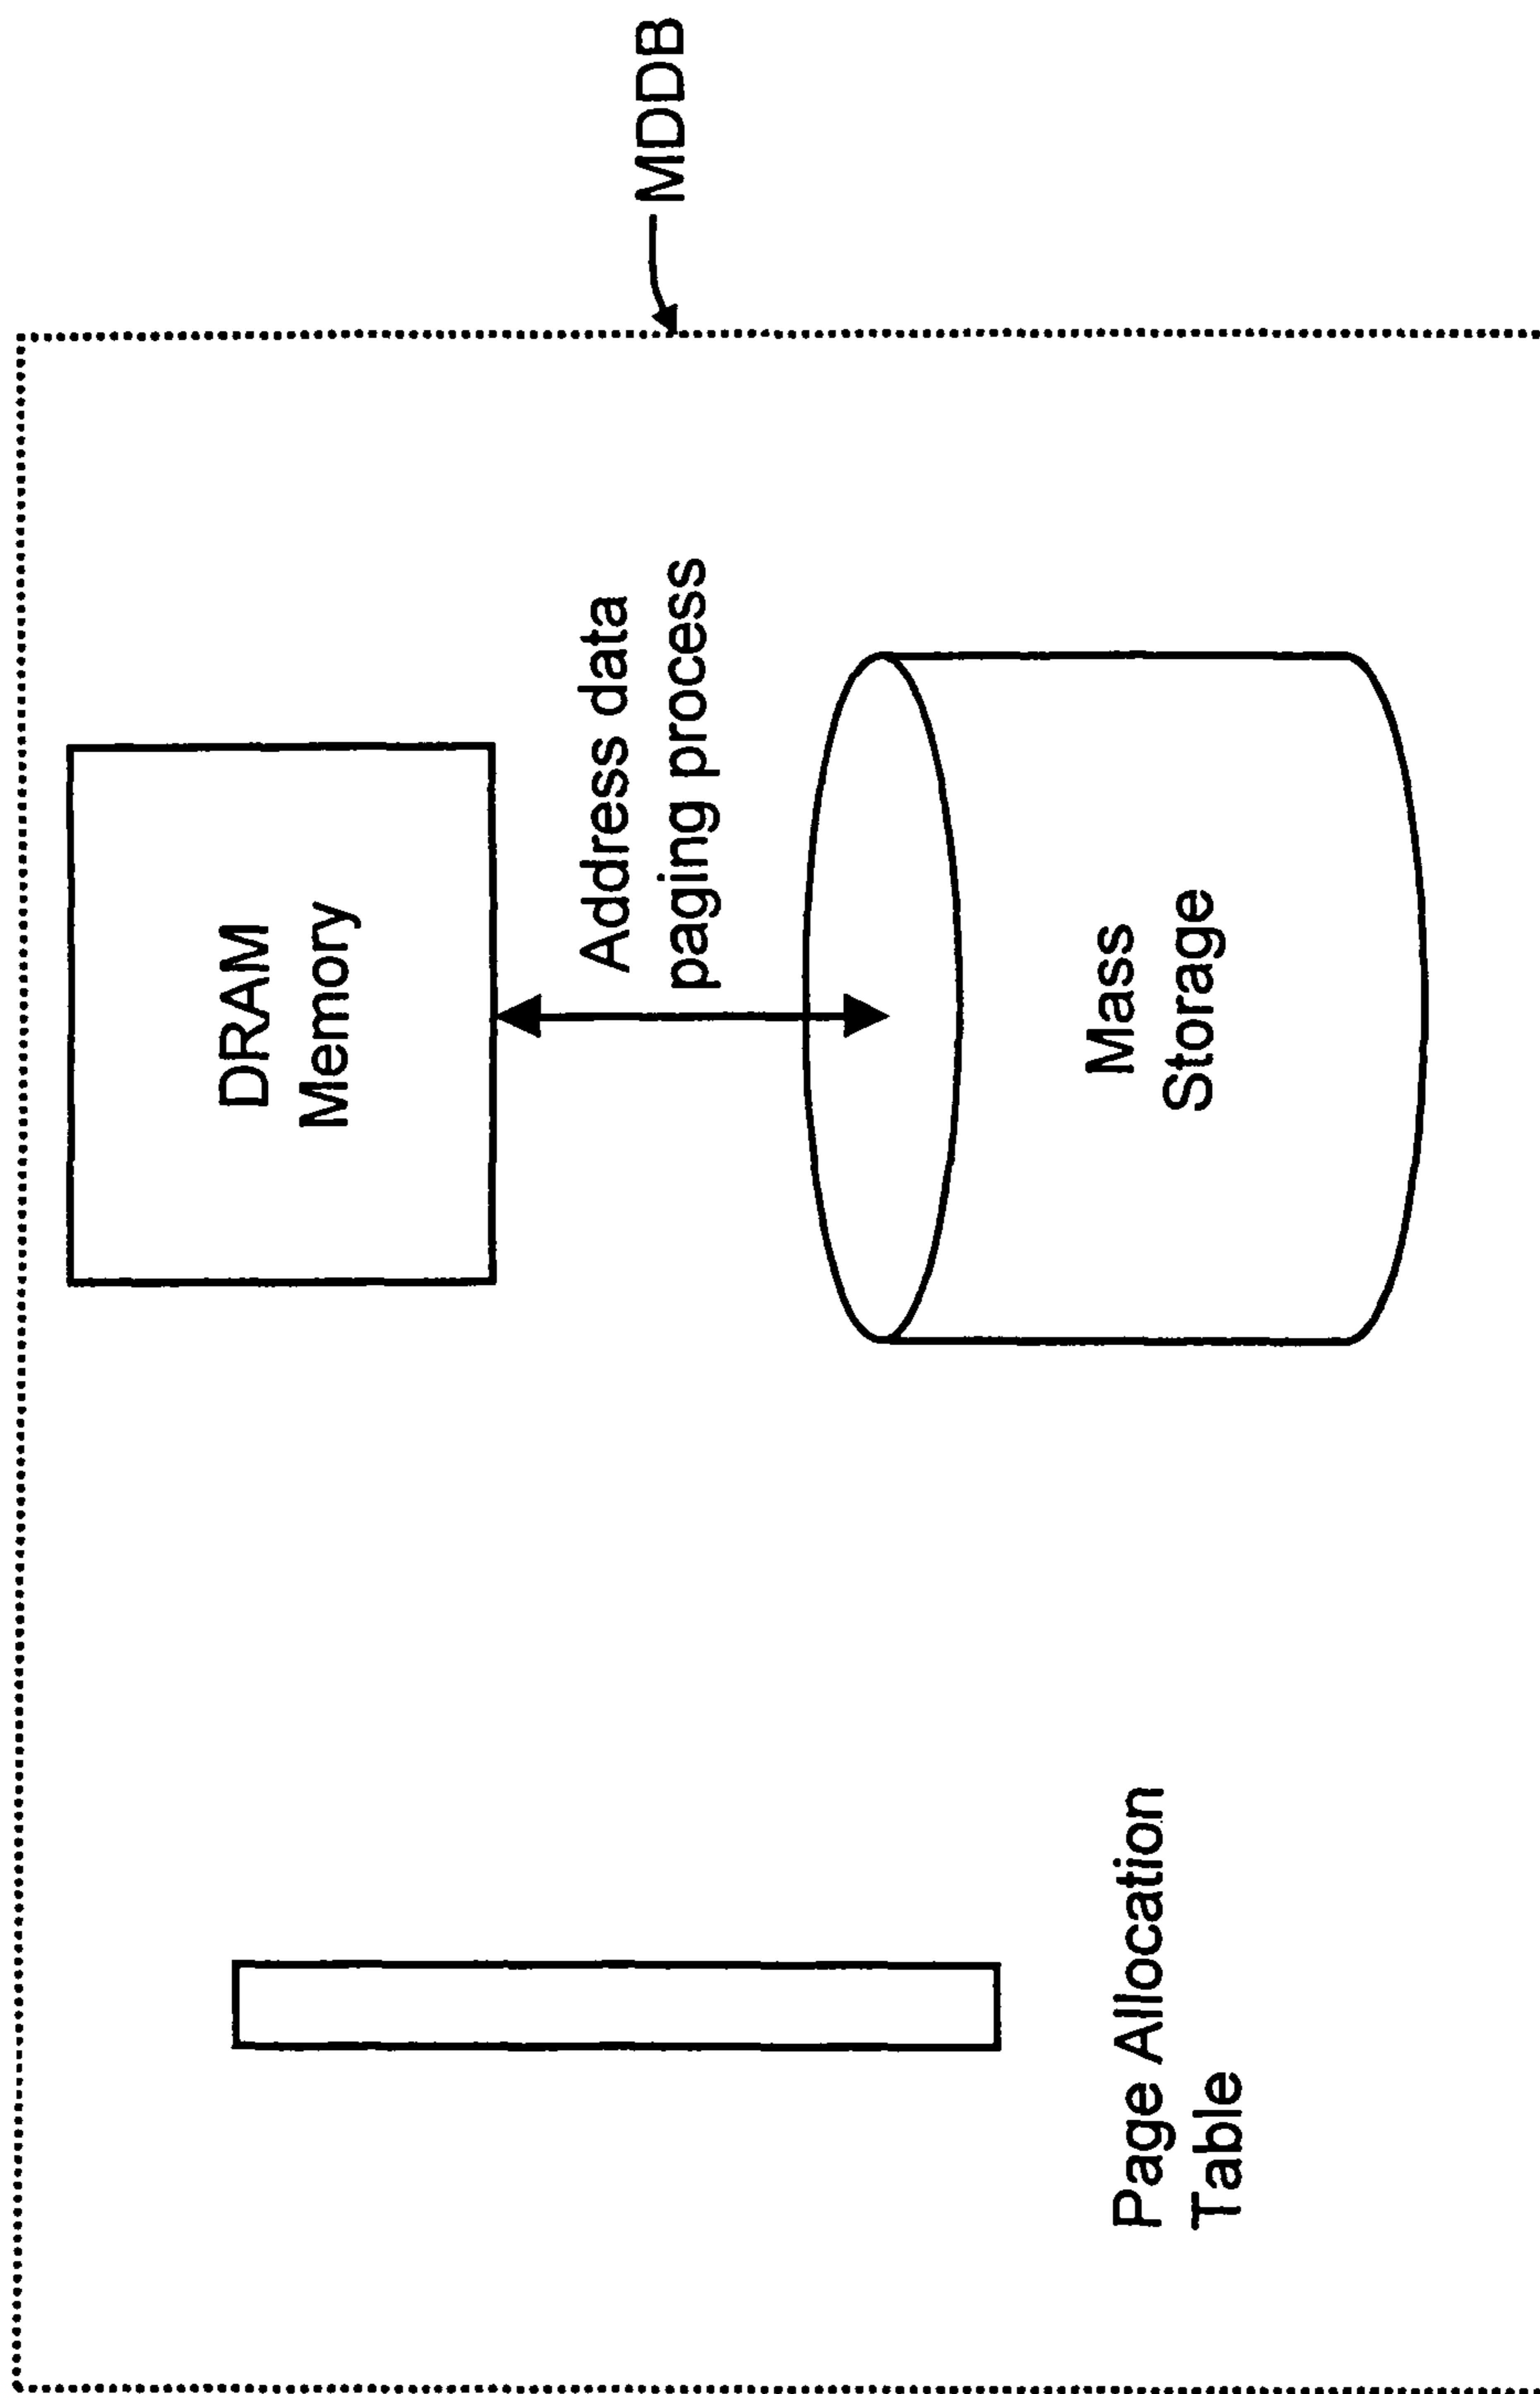 MDDB
DRAM
Memory
Address data
paging process
Mass
Storage
Page Allocation
Table